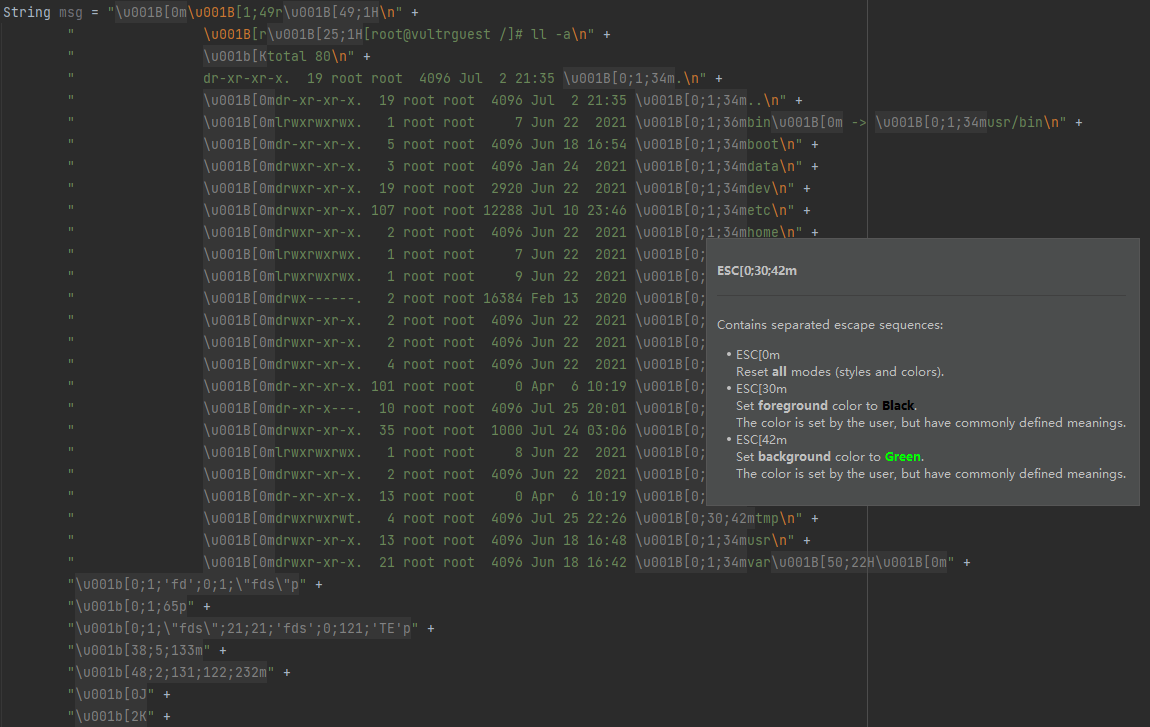 String msg = "\u001B[0m\u001B[1;49r\u001B[49;1H\n" +
" \u001B[r\u001B[25;1H[root@vultrguest /]# ll -a\n" +
" \u001b[Ktotal 80\n" +
" dr-xr-xr-x. 19 root root 4096 Jul 2 21:35 \u001B[0;1;34m.\n" +
" \u001B[0mdr-xr-xr-x. 19 root root 4096 Jul 2 21:35 \u001B[0;1;34m..\n" +
" \u001B[0mlrwxrwxrwx. 1 root root 7 Jun 22 2021 \u001B[0;1;36mbin\u001B[0m -> \u001B[0;1;34musr/bin\n" +
" \u001B[0mdr-xr-xr-x. 5 root root 4096 Jun 18 16:54 \u001B[0;1;34mboot\n" +
" \u001B[0mdrwxr-xr-x. 3 root root 4096 Jan 24 2021 \u001B[0;1;34mdata\n" +
" \u001B[0mdrwxr-xr-x. 19 root root 2920 Jun 22 2021 \u001B[0;1;34mdev\n" +
" \u001B[0mdrwxr-xr-x. 107 root root 12288 Jul 10 23:46 \u001B[0;1;34metc\n" +
" \u001B[0mdrwxr-xr-x. 2 root root 4096 Jun 22 2021 \u001B[0;1;34mhome\n" +
" \u001B[0mlrwxrwxrwx. 1 root root 7 Jun 22 2021 \u001B[0;
" \u001B[0mlrwxrwxrwx. 1 root root 9 Jun 22 2021 \u001B[0;
" \u001B[0mdrwx------. 2 root root 16384 Feb 13 2020 \u001B[0;
" \u001B[0mdrwxr-xr-x. 2 root root 4096 Jun 22 2021 \u001B[0;
" \u001B[0mdrwxr-xr-x. 2 root root 4096 Jun 22 2021 \u001B[0;
" \u001B[0mdrwxr-xr-x. 4 root root 4096 Jun 22 2021 \u001B[0;
" \u001B[0mdr-xr-xr-x. 101 root root 0 Apr 6 10:19 \u001B[0;
" \u001B[0mdr-xr-x---. 10 root root 4096 Jul 25 20:01 \u001B[0;
" \u001B[0mdrwxr-xr-x. 35 root root 1000 Jul 24 03:06 \u001B[0;
" \u001B[0mlrwxrwxrwx. 1 root root 8 Jun 22 2021 \u001B[0;
" \u001B[0mdrwxr-xr-x. 2 root root 4096 Jun 22 2021 \u001B[0;
" \u001B[0mdr-xr-xr-x. 13 root root 0 Apr 6 10:19 \u001B[0;
" \u001B[0mdrwxrwxrwt. 4 root root 4096 Jul 25 22:26 \u001B[0;30;42mtmp\n" +
" \u001B[0mdrwxr-xr-x. 13 root root 4096 Jun 18 16:48 \u001B[0;1;34musr\n" +
" \u001B[0mdrwxr-xr-x. 21 root root 4096 Jun 18 16:42 \u001B[0;1;34mvar\u001B[50;22H\u001B[0m" +
"\u001b[0;1;'fd';0;1;\"fds\"p" +
"\u001b[0;1;65p" +
"\u001b[0;1;\"fds\";21;21;'fds';0;121;'TE'p" +
"\u001b[38;5;133m" +
"\u001b[48;2;131;122;232m" +
"\u001b[0J" +
"\u001b[2K" +
ESC[0;30;42m
Contains separated escape sequences:
• ESC[0m
Reset all modes (styles and colors).
• ESC[30m
Set foreground color to Black.
The color is set by the user, but have commonly defined meanings.
• ESC[42m
Set background color to Green.
The color is set by the user, but have commonly defined meanings.